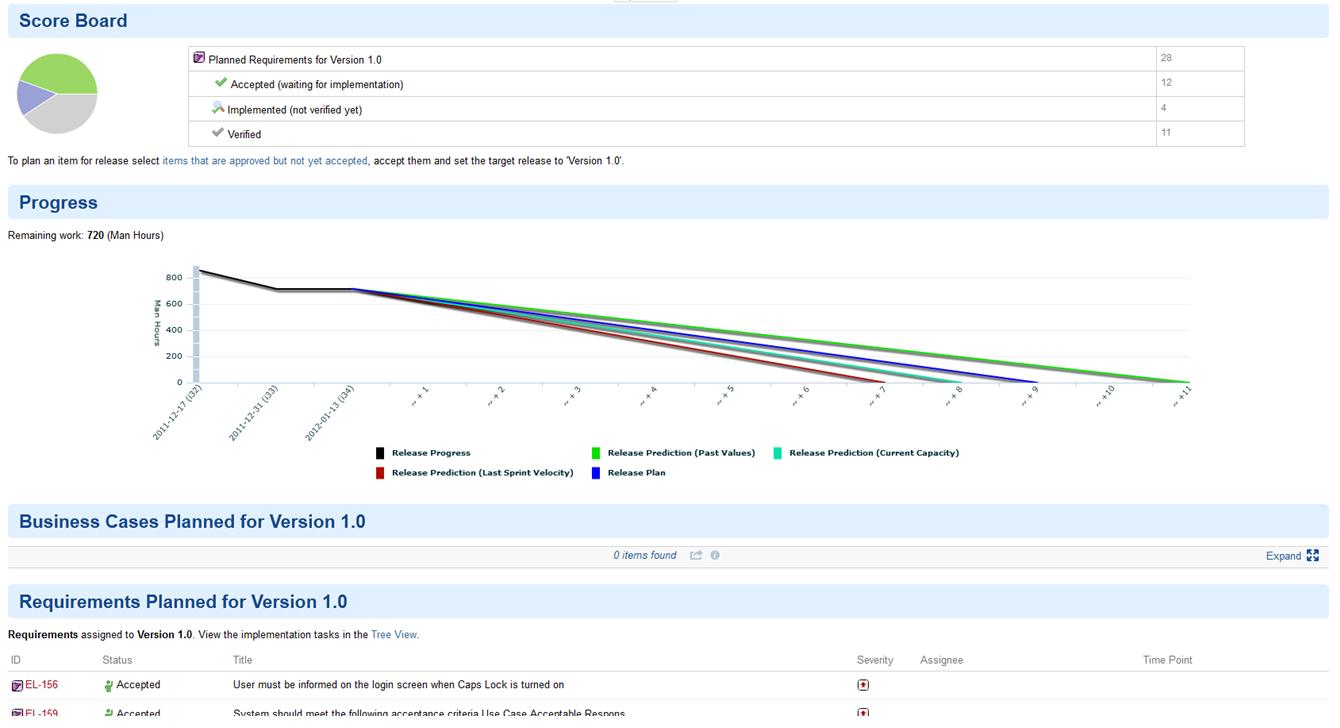 Score Board
Planned Requirements for Version 1.0 28
Accepted (waiting for implementation) 12
Implemented (not verified yet) 4
Verified 11
To plan an item for release select items that are approved but not yet accepted, accept them and set the target release to 'Version 1.0'.
Progress
Remaining work: 720 (Man Hours)
Man Hours
800
600
400
200
0
2011-12-17 (i32) 2011-12-31 (i33) 2012-01-13 (i34) ~ + 1 ~ + 2 ~ + 3 ~ + 4 ~ + 5 ~ + 6 ~ + 7 ~ + 8 ~ + 9 ~ +10 ~ +11
Release Progress Release Prediction (Past Values) Release Prediction (Current Capacity)
Release Prediction (Last Sprint Velocity) Release Plan
Business Cases Planned for Version 1.0
0 items found Expand
Requirements Planned for Version 1.0
Requirements assigned to Version 1.0. View the implementation tasks in the Tree View.
ID Status Title Severity Assignee Time Point
EL-156 Accepted User must be informed on the login screen when Caps Lock is turned on
EL-159 Accepted System should meet the following acceptance criteria Use Case Acceptable Respons